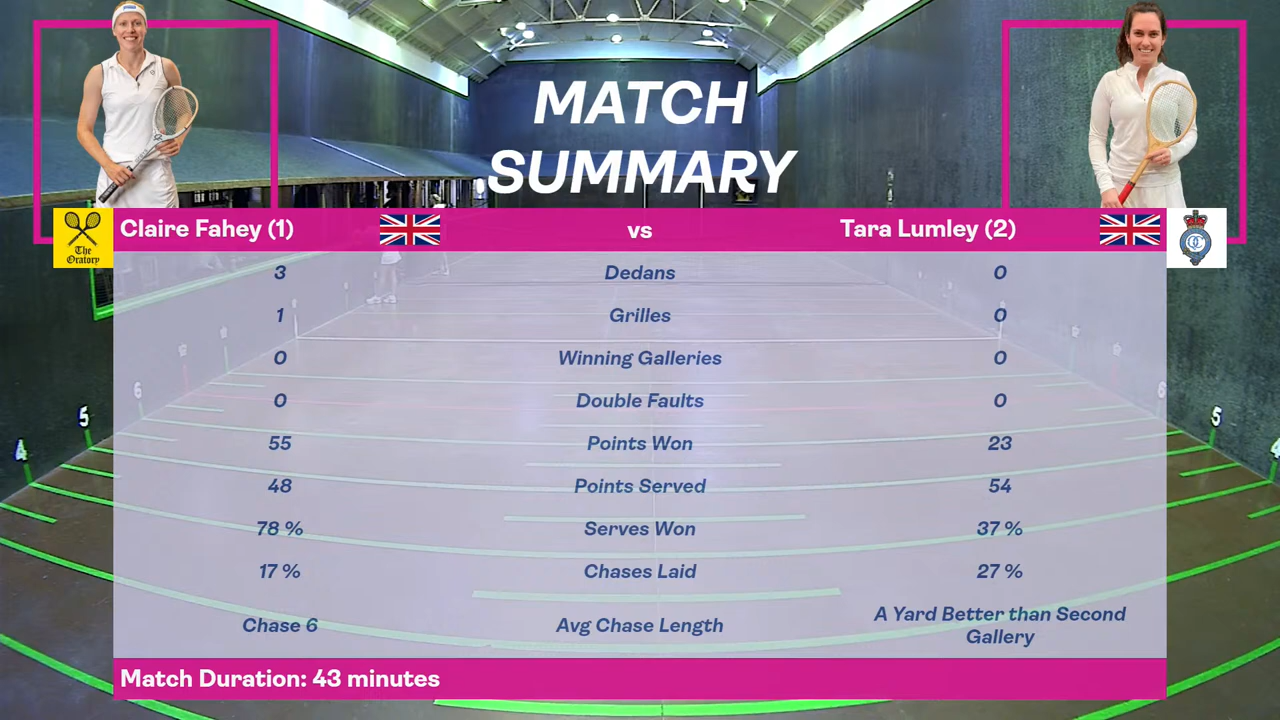 MATCH
SUMMARY
The
Oratory
Claire Fahey (1) vs Tara Lumley (2)
3 Dedans 0
1 Grilles 0
0 Winning Galleries 0
0 Double Faults 0
55 Points Won 23
48 Points Served 54
78 % Serves Won 37 %
17 % Chases Laid 27 %
Chase 6 Avg Chase Length A Yard Better than Second
Gallery
Match Duration: 43 minutes
6
5
4
5
4